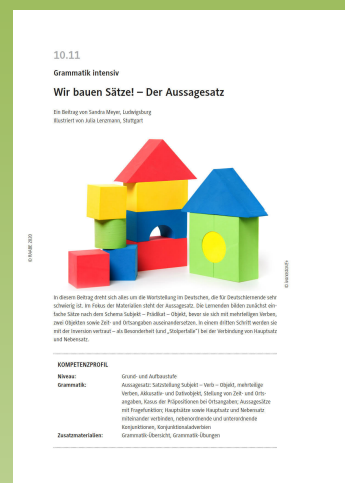 10.11
Grammatik intensiv
Wir bauen Sätze! – Der Aussagesatz
Ein Beitrag von Sandra Meyer, Ludwigsburg
Illustriert von Julia Lenzmann, Stuttgart
© RAABE 2020
In diesem Beitrag dreht sich alles um die Wortstellung im Deutschen, die für Deutschlernende sehr
schwierig ist. Im Fokus der Materialien steht der Aussagesatz. Die Lernenden bilden zunächst ein-
fache Sätze nach dem Schema Subjekt – Prädikat – Objekt, bevor sie sich mit mehrteiligen Verben,
zwei Objekten sowie Zeit- und Ortsangaben auseinandersetzen. In einem dritten Schritt werden sie
mit der Inversion vertraut – als Besonderheit (und „Stolperfalle") bei der Verbindung von Hauptsatz
und Nebensatz.
KOMPETENZPROFIL
Niveau: Grund- und Aufbaustufe
Grammatik: Aussagesatz: Satzstellung Subjekt – Verb – Objekt, mehrteilige
Verben, Akkusativ- und Dativobjekt, Stellung von Zeit- und Orts-
angaben, Kasus der Präpositionen bei Ortsangaben; Aussagesätze
mit Fragefunktion; Hauptsätze sowie Hauptsatz und Nebensatz
miteinander verbinden, nebenordnende und unterordnende
Konjunktionen, Konjunktionaladverbien
Zusatzmaterialien: Grammatik-Übersicht, Grammatik-Übungen